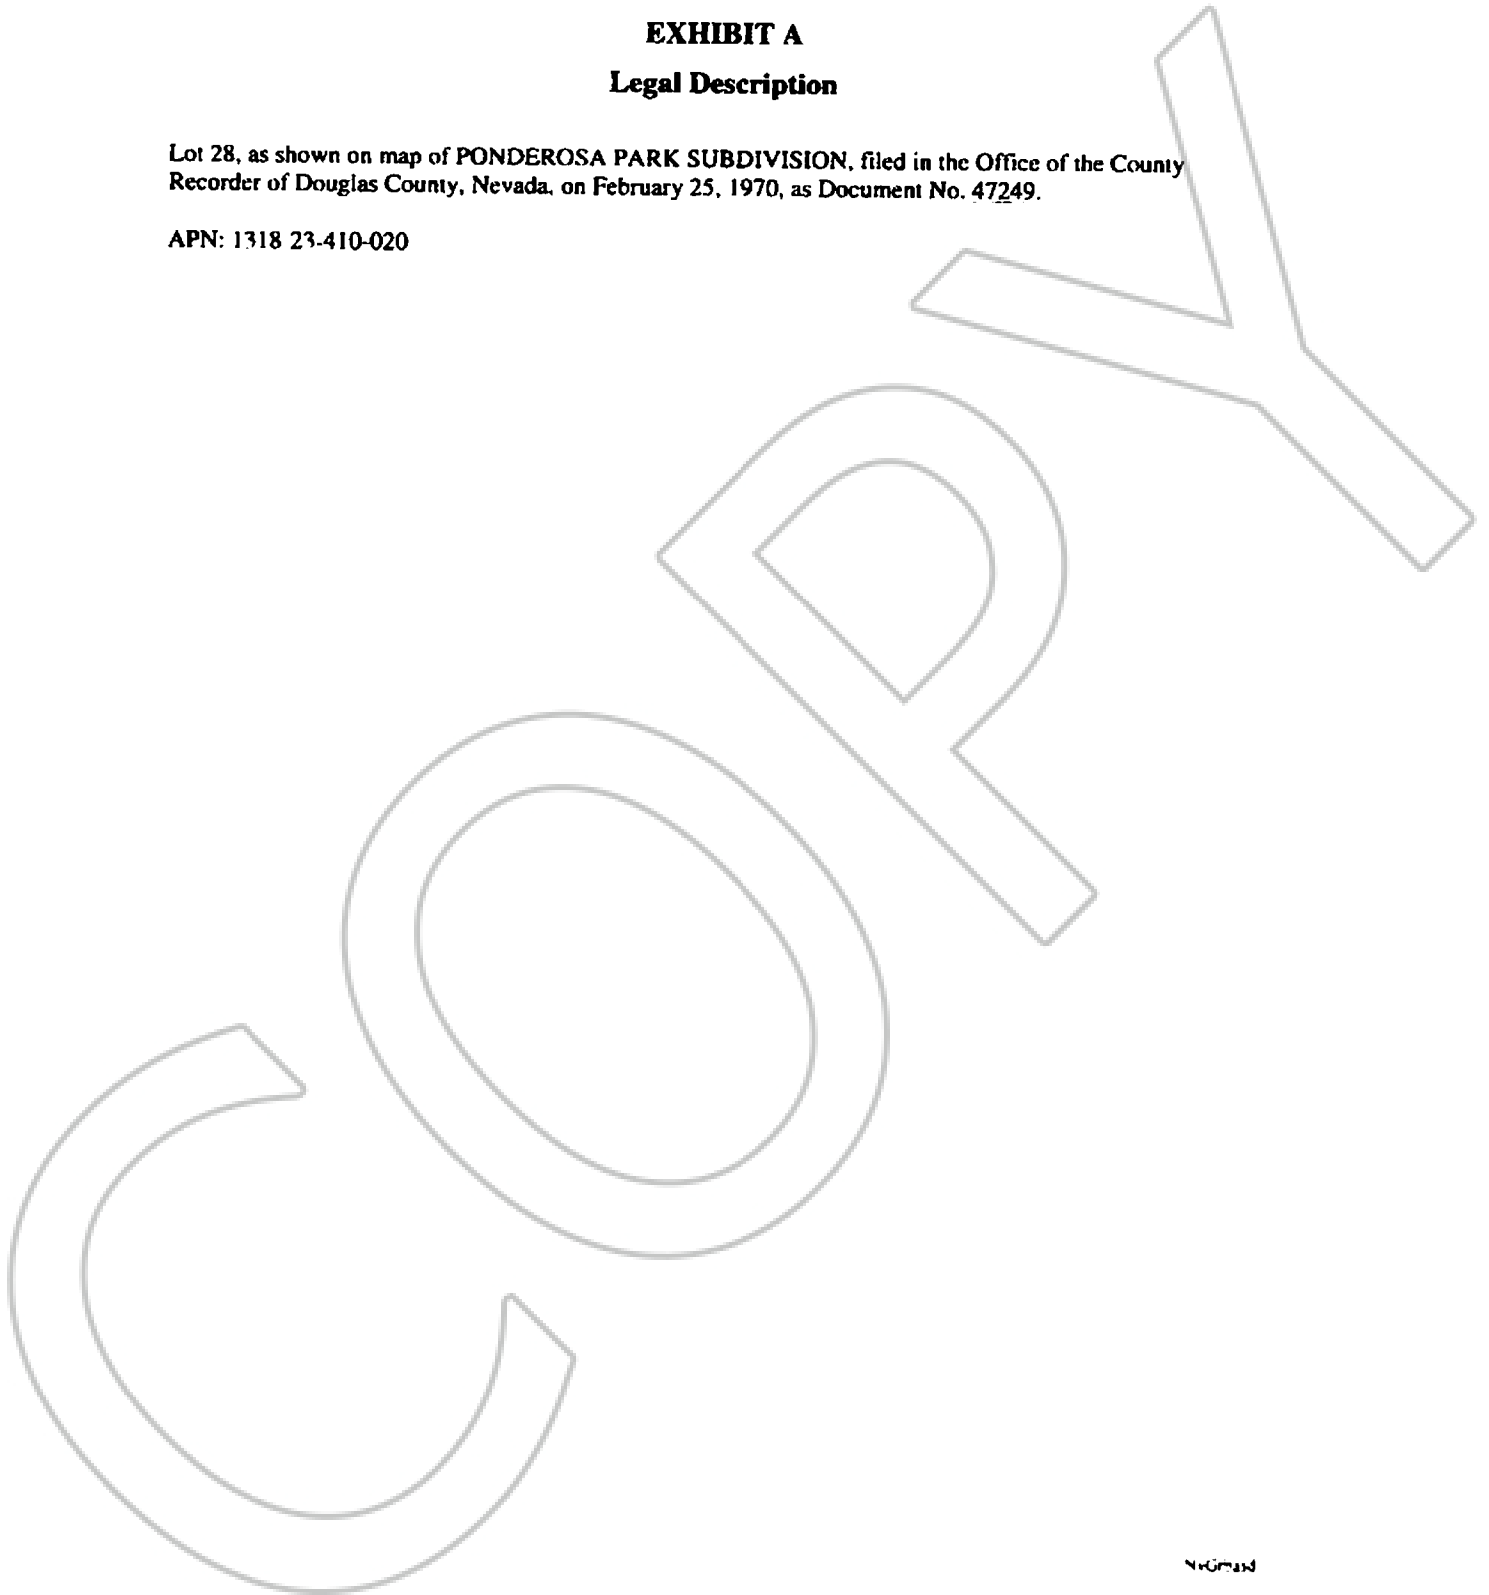 EXHIBIT A
Legal Description
Lot 28, as shown on map of PONDEROSA PARK SUBDIVISION, filed in the Office of the County
Recorder of Douglas County, Nevada, on February 25, 1970, as Document No. 47249.
APN: 1318 23-410-020
COPY